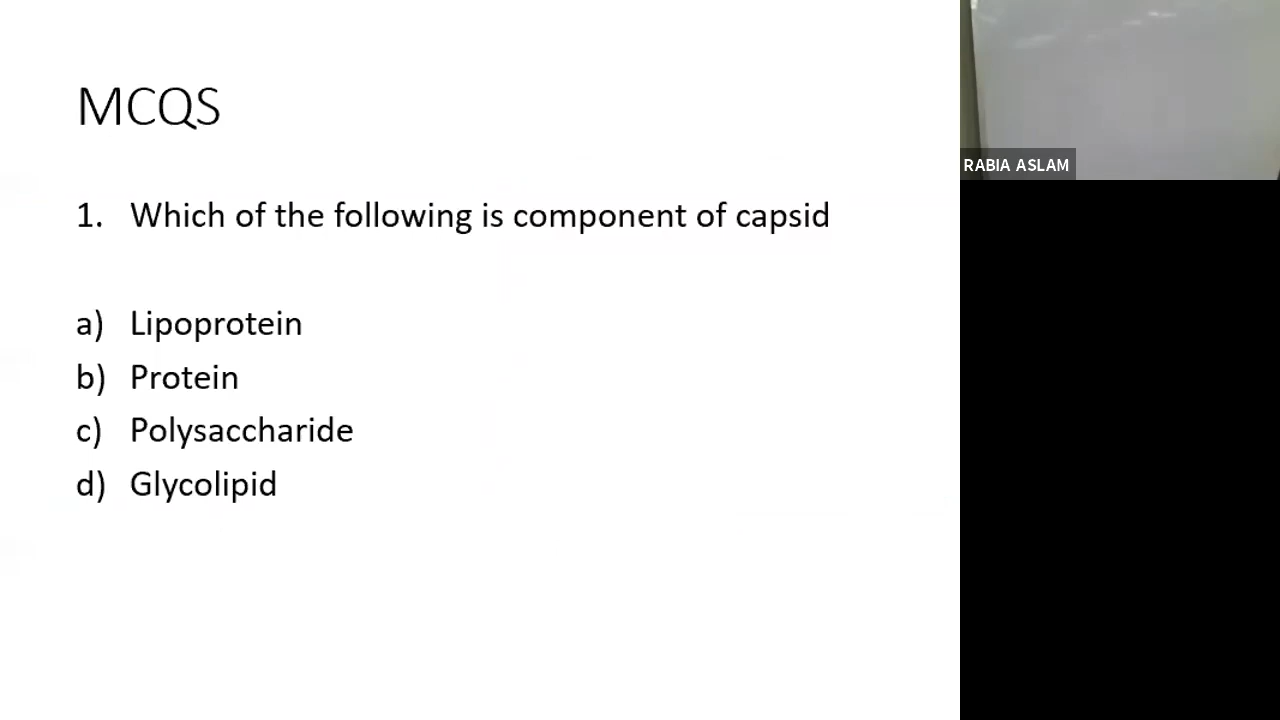 MCQS
1. Which of the following is component of capsid
a) Lipoprotein
b) Protein
c) Polysaccharide
d) Glycolipid
RABIA ASLAM